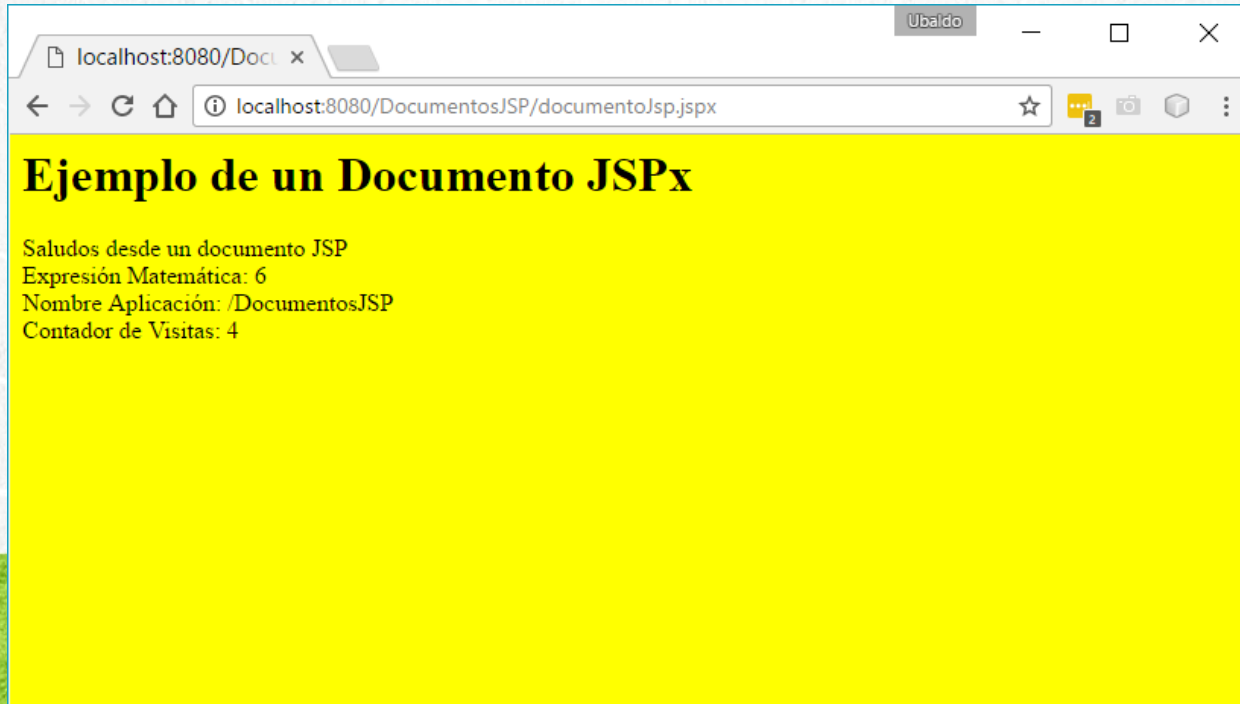 Ubaldo
localhost:8080/Docu
localhost:8080/DocumentosJSP/documentoJsp.jspx
2
Ejemplo de un Documento JSPx
Saludos desde un documento JSP
Expresión Matemática: 6
Nombre Aplicación: /DocumentosJSP
Contador de Visitas: 4